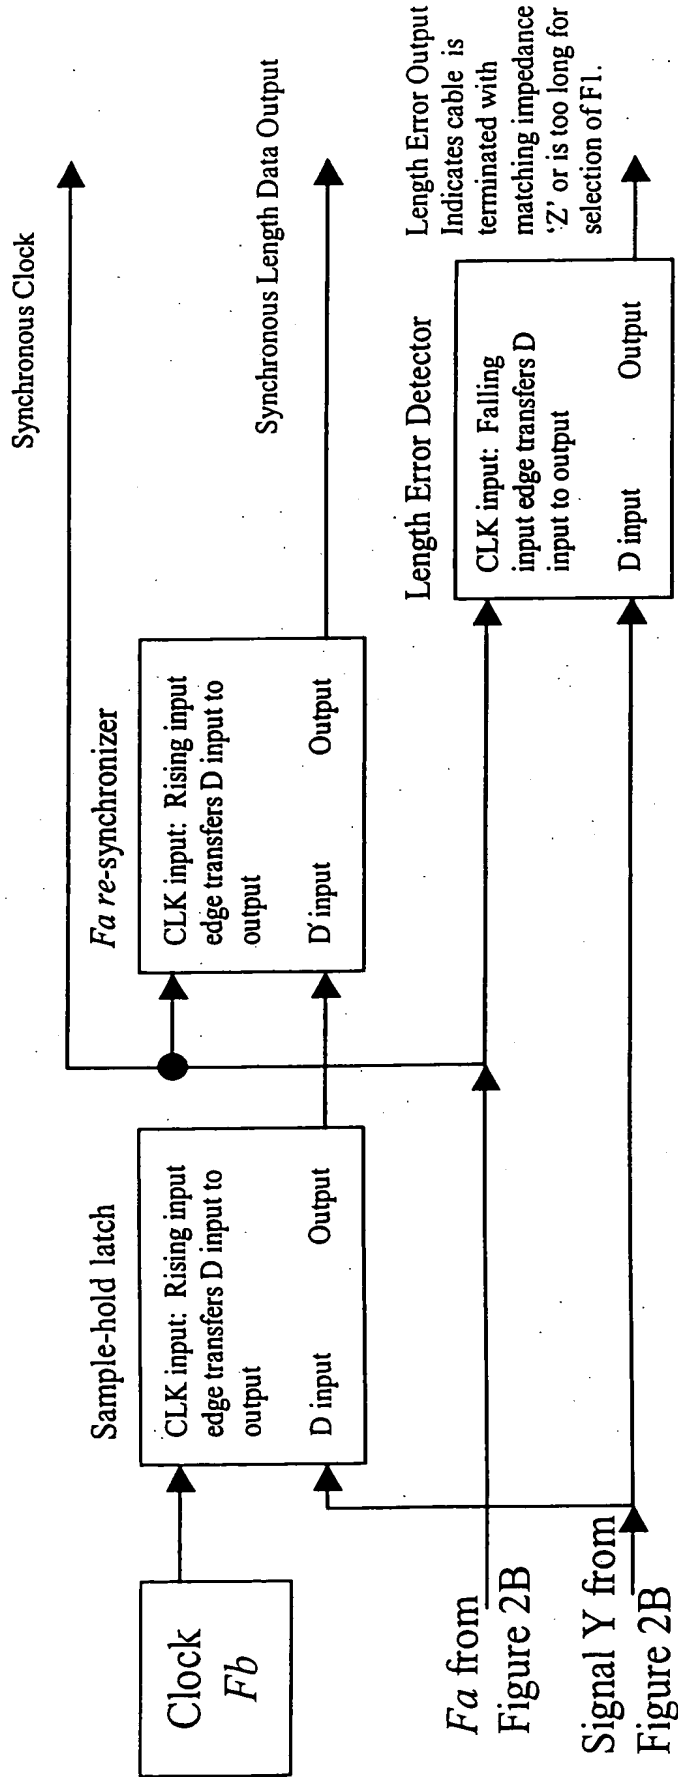 Synchronous Clock
Synchronous Length Data Output
Sample-hold latch
CLK input: Rising input
edge transfers D input to
output
D input Output
Fa re-synchronizer
CLK input: Rising input
edge transfers D input to
output
D input Output
Length Error Detector
CLK input: Falling
input edge transfers D
input to output
D input Output
Length Error Output
Indicates cable is
terminated with
matching impedance
'Z' or is too long for
selection of F1.
Clock
Fb
Fa from
Figure 2B
Signal Y from
Figure 2B